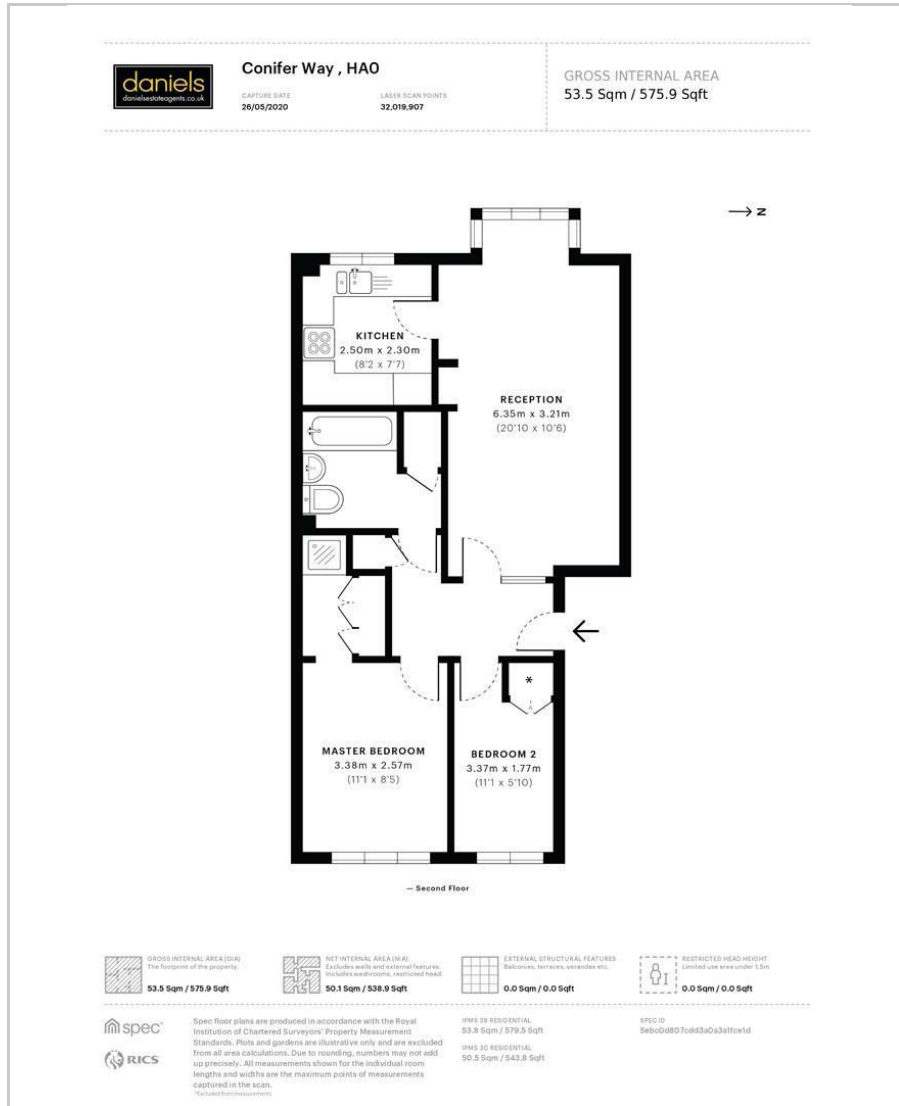 daniels
danielsestateagents.co.uk
Conifer Way , HA0
CAPTURE DATE
26/05/2020
LASER SCAN POINTS
32,019,907
GROSS INTERNAL AREA
53.5 Sqm / 575.9 Sqft
N
KITCHEN
2.50m x 2.30m
(8'2 x 7'7)
RECEPTION
6.35m x 3.21m
(20'10 x 10'6)
*
MASTER BEDROOM
3.38m x 2.57m
(11'1 x 8'5)
BEDROOM 2
3.37m x 1.77m
(11'1 x 5'10)
— Second Floor
GROSS INTERNAL AREA (GIA)
The footprint of the property.
53.5 Sqm / 575.9 Sqft
NET INTERNAL AREA (NIA)
Excludes walls and external features.
Includes washrooms, restricted head.
50.1 Sqm / 538.9 Sqft
EXTERNAL STRUCTURAL FEATURES
Balconies, terraces, verandas etc.
0.0 Sqm / 0.0 Sqft
RESTRICTED HEAD HEIGHT
Limited use area under 1.5m
0.0 Sqm / 0.0 Sqft
spec
RICS
Spec floor plans are produced in accordance with the Royal
Institution of Chartered Surveyors' Property Measurement
Standards. Plots and gardens are illustrative only and are excluded
from all area calculations. Due to rounding, numbers may not add
up precisely. All measurements shown for the individual room
lengths and widths are the maximum points of measurements
captured in the scan.
*Excluded from measurements
IPMS 3B RESIDENTIAL
53.8 Sqm / 579.5 Sqft
IPMS 3C RESIDENTIAL
50.5 Sqm / 543.8 Sqft
SPEC ID